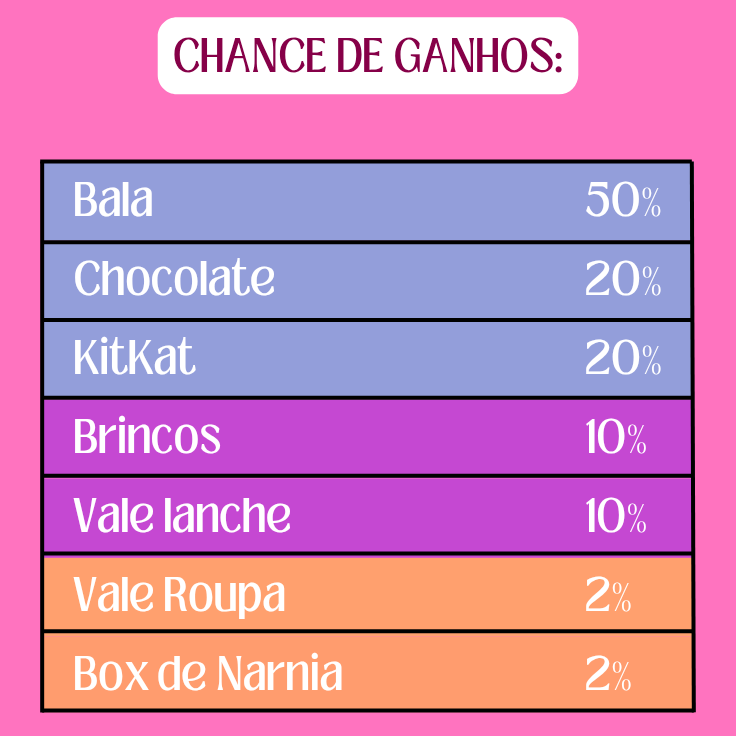 CHANCE DE GANHOS:
Bala 50%
Chocolate 20%
KitKat 20%
Brincos 10%
Vale lanche 10%
Vale Roupa 2%
Box de Narnia 2%